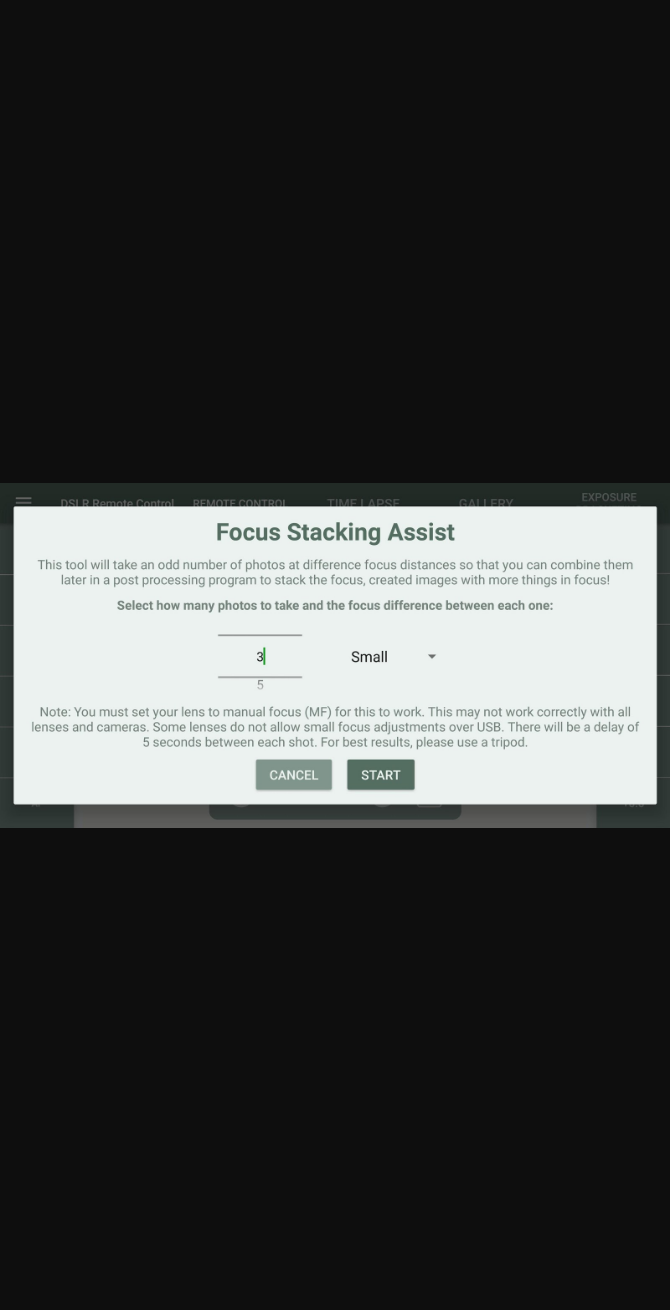 DSLR Remote Control REMOTE CONTROL TIME LAPSE GALLERY EXPOSURE
Focus Stacking Assist
This tool will take an odd number of photos at difference focus distances so that you can combine them
later in a post processing program to stack the focus, created images with more things in focus!
Select how many photos to take and the focus difference between each one:
3 Small
5
Note: You must set your lens to manual focus (MF) for this to work. This may not work correctly with all
lenses and cameras. Some lenses do not allow small focus adjustments over USB. There will be a delay of
5 seconds between each shot. For best results, please use a tripod.
CANCEL START